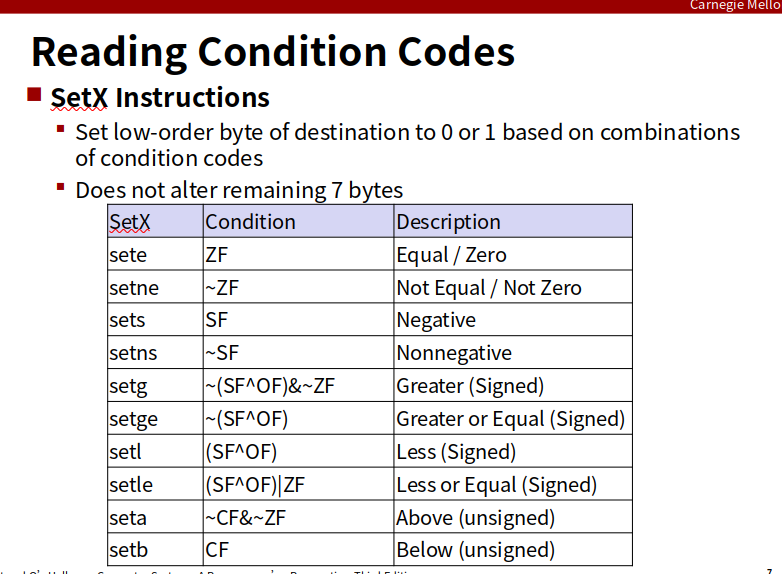 Carnegie Mello
Reading Condition Codes
SetX Instructions
Set low-order byte of destination to 0 or 1 based on combinations
of condition codes
Does not alter remaining 7 bytes
SetX Condition Description
sete ZF Equal / Zero
setne ~ZF Not Equal / Not Zero
sets SF Negative
setns ~SF Nonnegative
setg ~(SF^OF)&~ZF Greater (Signed)
setge ~(SF^OF) Greater or Equal (Signed)
setl (SF^OF) Less (Signed)
setle (SF^OF)|ZF Less or Equal (Signed)
seta ~CF&~ZF Above (unsigned)
setb CF Below (unsigned)